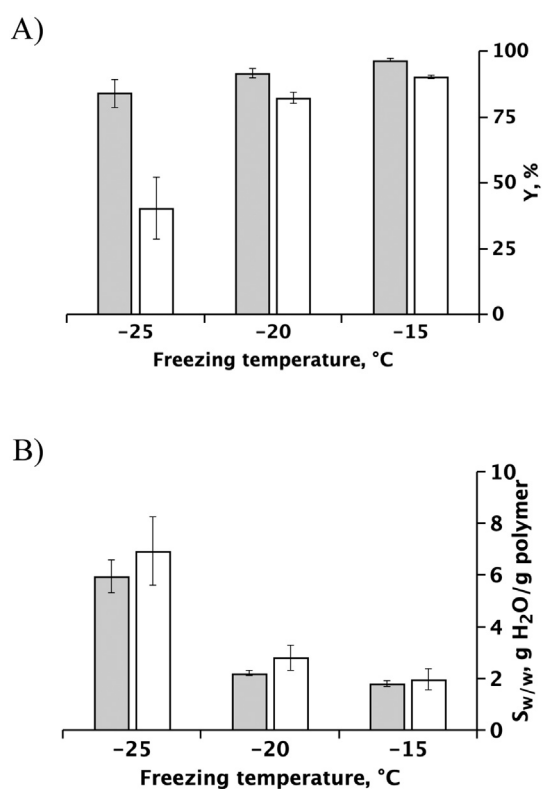 A)
100
75
50
25
0
Y, %
−25 −20 −15
Freezing temperature, °C
B)
10
8
6
4
2
0
Sw/w, g H₂O/g polymer
−25 −20 −15
Freezing temperature, °C